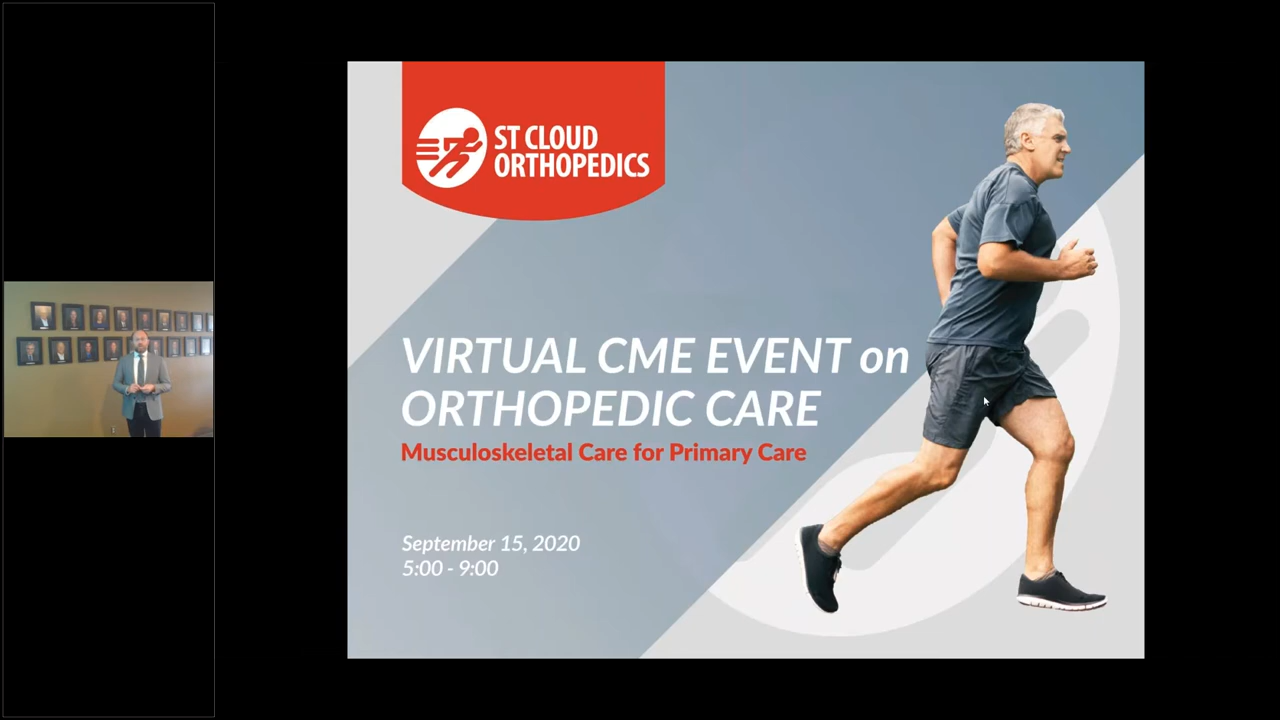 ST CLOUD
ORTHOPEDICS
VIRTUAL CME EVENT on
ORTHOPEDIC CARE
Musculoskeletal Care for Primary Care
September 15, 2020
5:00 - 9:00